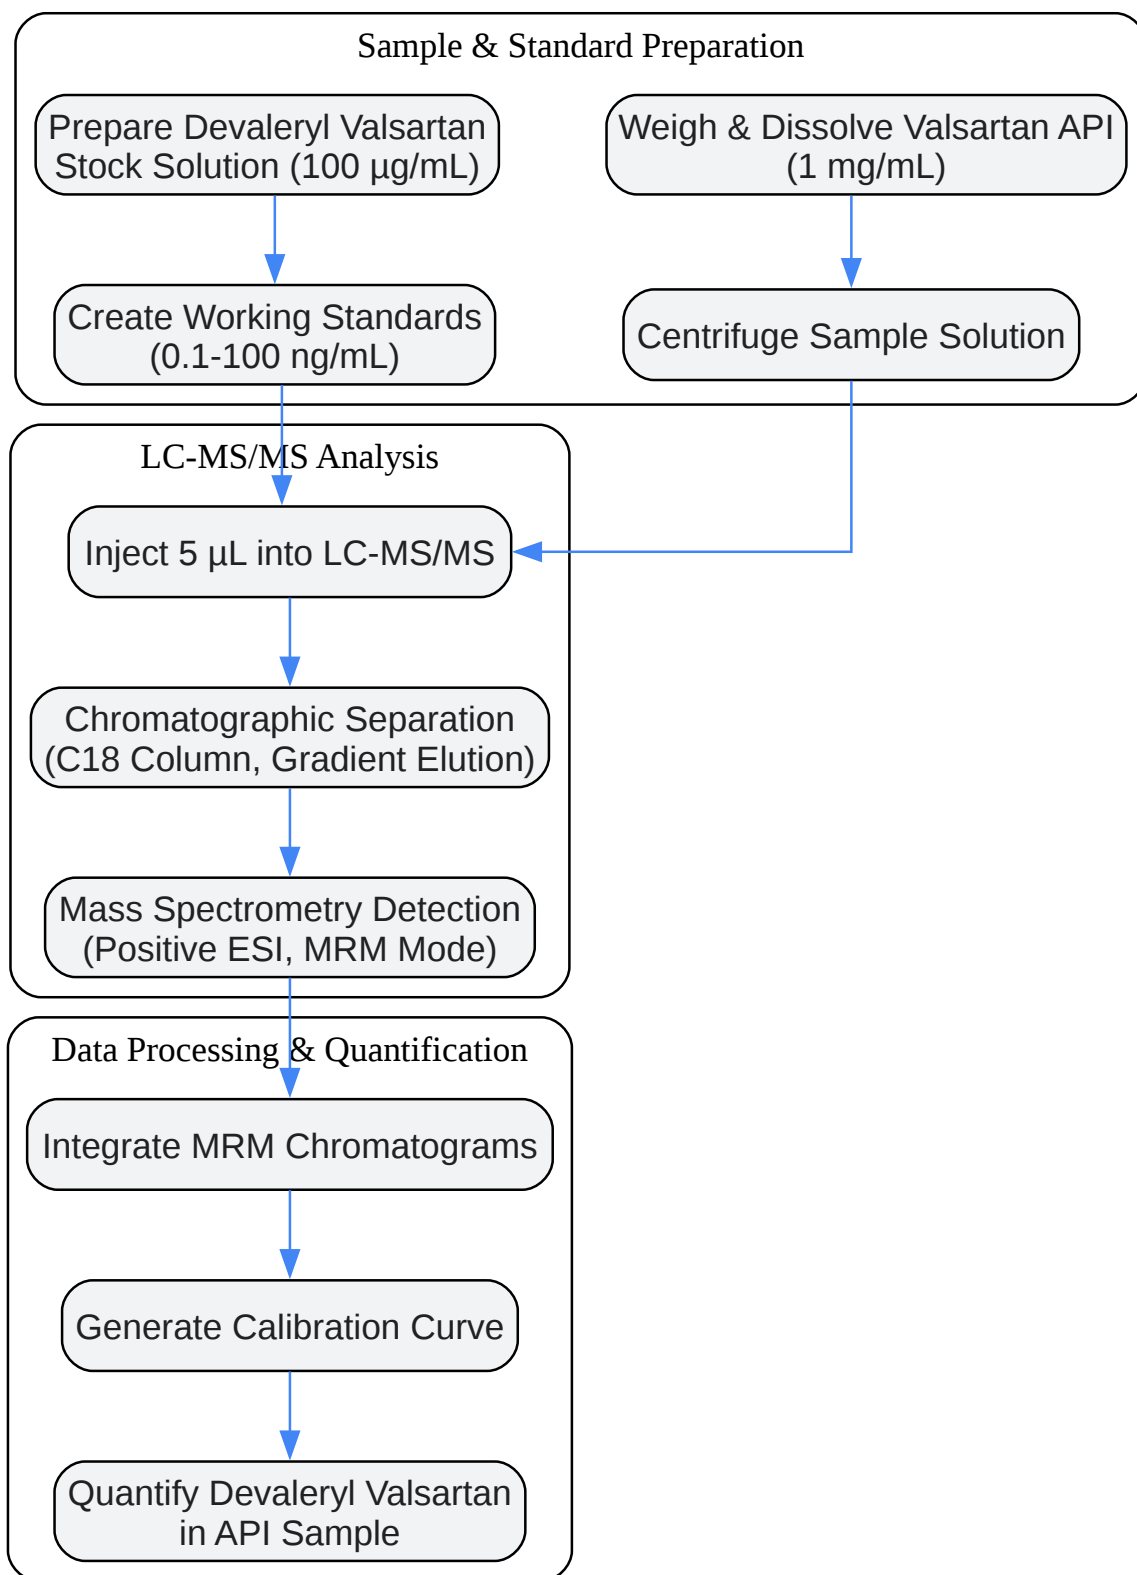 Sample & Standard Preparation
Prepare Devaleryl Valsartan
Stock Solution (100 µg/mL)
Weigh & Dissolve Valsartan API
(1 mg/mL)
Create Working Standards
(0.1-100 ng/mL)
Centrifuge Sample Solution
LC-MS/MS Analysis
Inject 5 µL into LC-MS/MS
Chromatographic Separation
(C18 Column, Gradient Elution)
Mass Spectrometry Detection
(Positive ESI, MRM Mode)
Data Processing & Quantification
Integrate MRM Chromatograms
Generate Calibration Curve
Quantify Devaleryl Valsartan
in API Sample